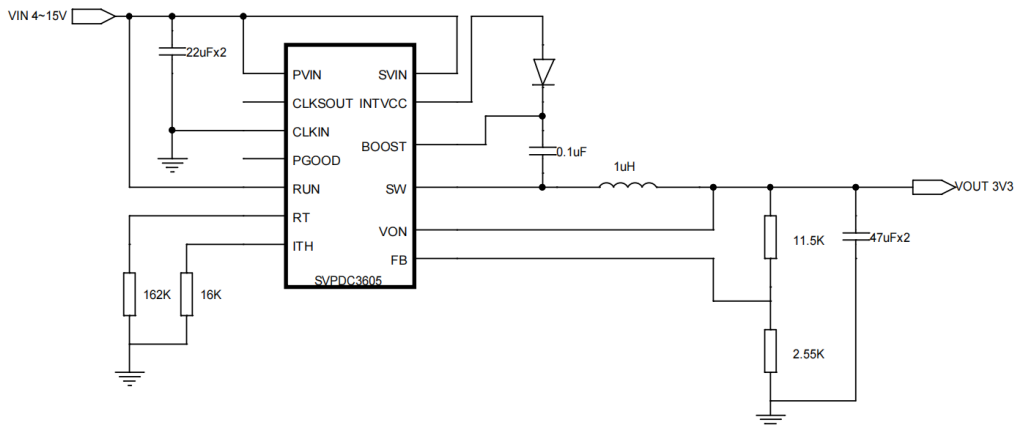 VIN 4~15V
22uFx2
PVIN
SVIN
CLKSOUT
INTVCC
CLKIN
BOOST
0.1uF
PGOOD
1uH
RUN
SW
VOUT 3V3
RT
VON
11.5K
47uFx2
ITH
FB
SVPDC3605
162K
16K
2.55K